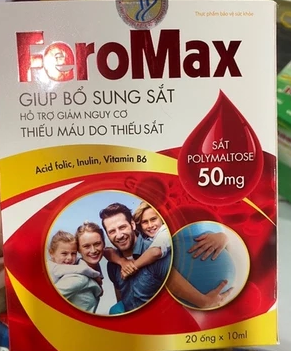 Thực phẩm bảo vệ sức khỏe
FeroMax
GIÚP BỔ SUNG SẮT
HỖ TRỢ GIẢM NGUY CƠ
THIẾU MÁU DO THIẾU SẮT
SẮT
POLYMALTOSE
50mg
Acid folic, Inulin, Vitamin B6
20 ống x 10ml